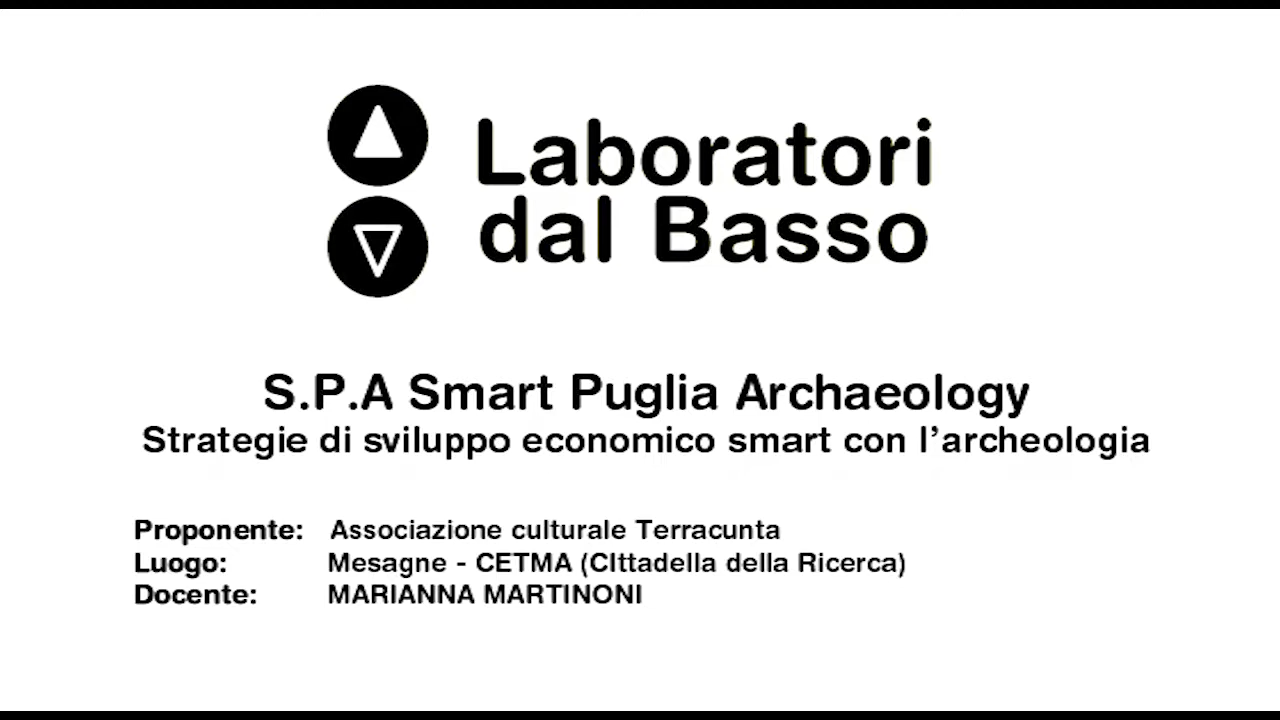 Laboratori
dal Basso
S.P.A Smart Puglia Archaeology
Strategie di sviluppo economico smart con l’archeologia
Proponente: Associazione culturale Terracunta
Luogo: Mesagne - CETMA (CIttadella della Ricerca)
Docente: MARIANNA MARTINONI